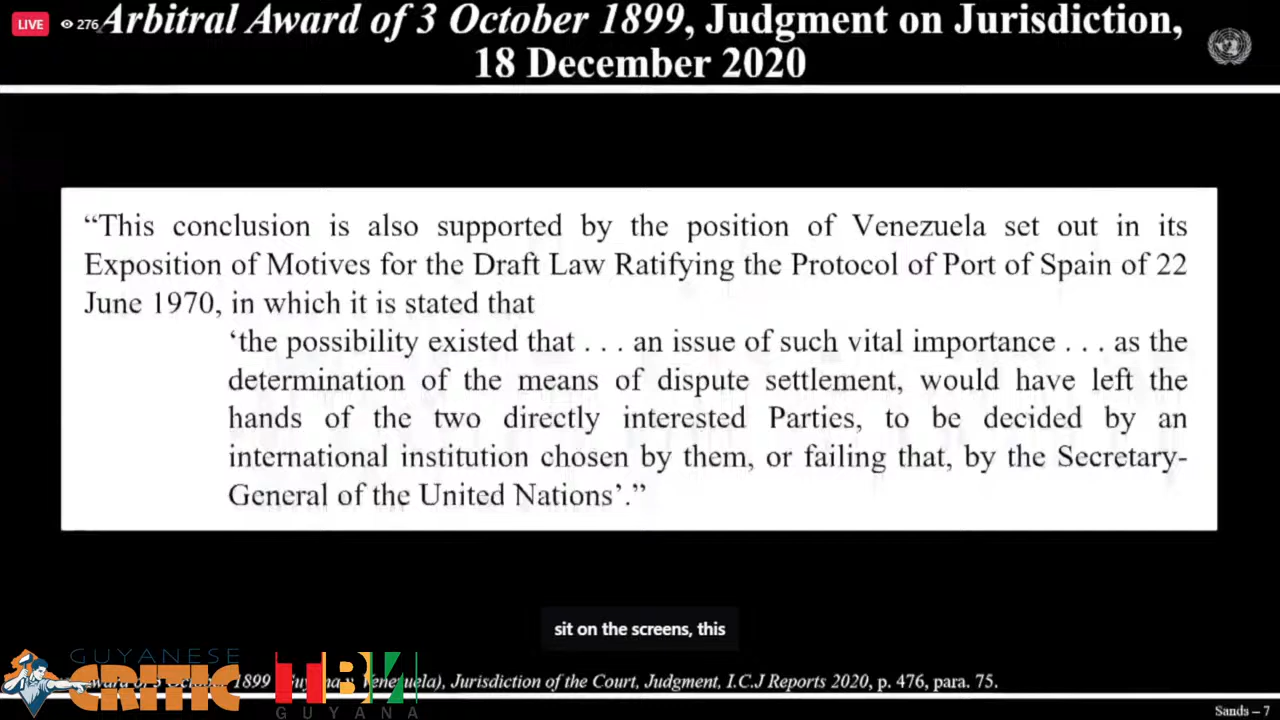 LIVE
276
Arbitral Award of 3 October 1899, Judgment on Jurisdiction,
18 December 2020
“This conclusion is also supported by the position of Venezuela set out in its
Exposition of Motives for the Draft Law Ratifying the Protocol of Port of Spain of 22
June 1970, in which it is stated that
‘the possibility existed that . . . an issue of such vital importance . . . as the
determination of the means of dispute settlement, would have left the
hands of the two directly interested Parties, to be decided by an
international institution chosen by them, or failing that, by the Secretary-
General of the United Nations’.”
sit on the screens, this
GUYANESE
CRITIC
GUYANA
1899 Venezuela), Jurisdiction of the Court, Judgment, I.C.J Reports 2020, p. 476, para. 75.
Sands – 7